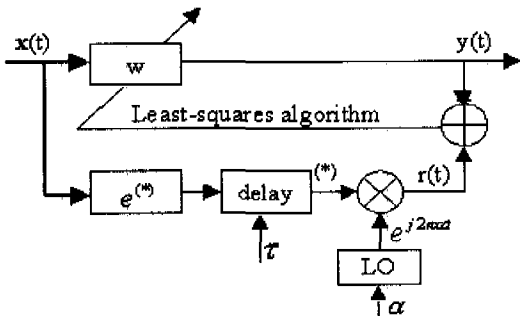 x(t)
w
y(t)
Least-squares algorithm
e(*)
delay
(*)
r(t)
τ
e^{j2παt}
LO
α